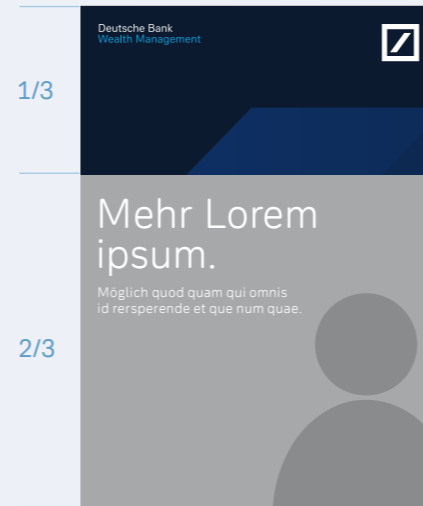 Deutsche Bank
Wealth Management
1/3
Mehr Lorem
ipsum.
Möglich quod quam qui omnis
id rersperende et que num quae.
2/3